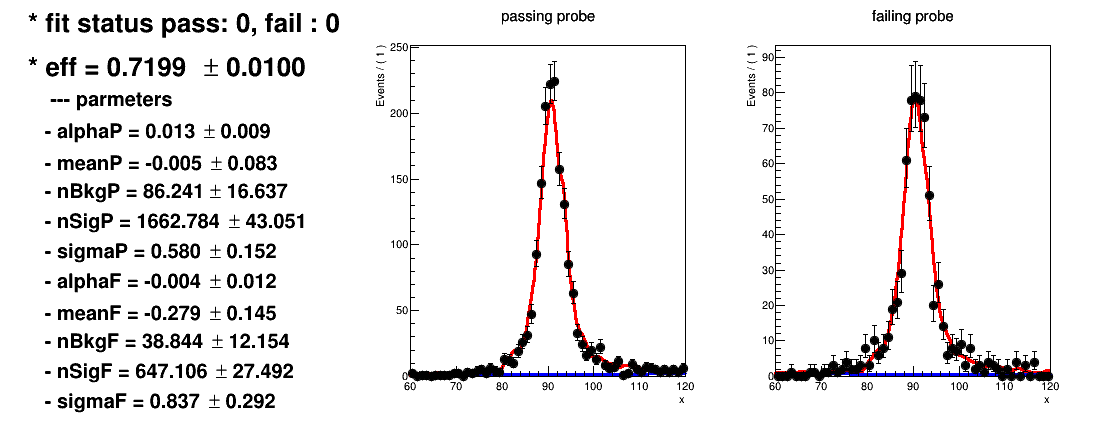 * fit status pass: 0, fail : 0
* eff = 0.7199 ± 0.0100
--- parmeters
- alphaP = 0.013 ± 0.009
- meanP = -0.005 ± 0.083
- nBkgP = 86.241 ± 16.637
- nSigP = 1662.784 ± 43.051
- sigmaP = 0.580 ± 0.152
- alphaF = -0.004 ± 0.012
- meanF = -0.279 ± 0.145
- nBkgF = 38.844 ± 12.154
- nSigF = 647.106 ± 27.492
- sigmaF = 0.837 ± 0.292
passing probe
Events / ( 1 )
250
200
150
100
50
0
60 70 80 90 100 110 120
x
failing probe
Events / ( 1 )
90
80
70
60
50
40
30
20
10
0
60 70 80 90 100 110 120
x